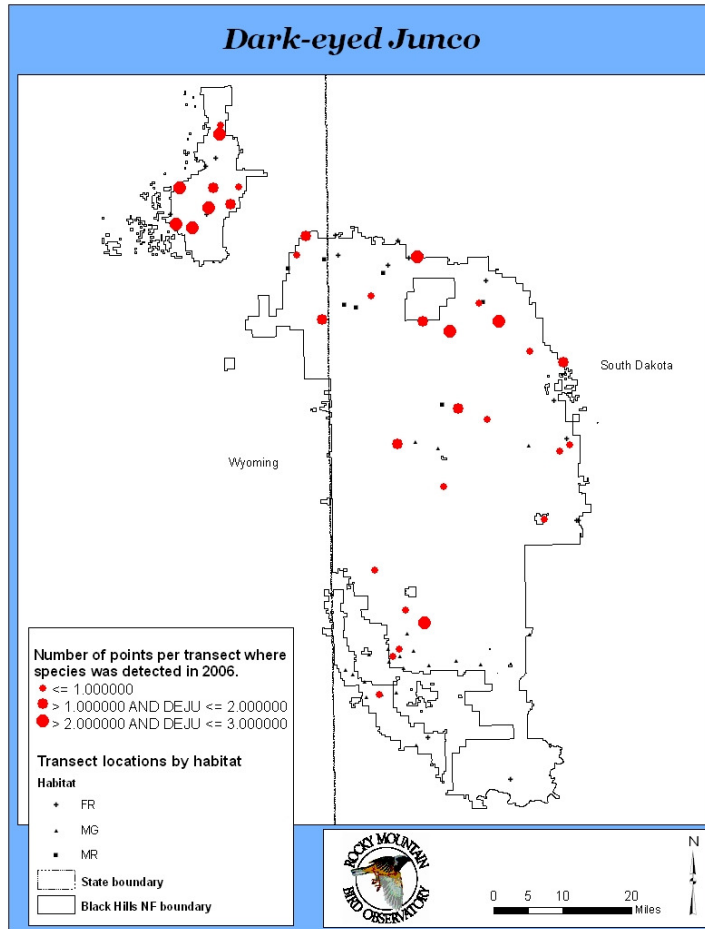 Dark-eyed Junco
South Dakota
Wyoming
Number of points per transect where
species was detected in 2006.
<= 1.000000
> 1.000000 AND DEJU <= 2.000000
> 2.000000 AND DEJU <= 3.000000
Transect locations by habitat
Habitat
FR
MG
MR
State boundary
Black Hills NF boundary
ROCKY MOUNTAIN
BIRD OBSERVATORY
N
0 5 10 20
Miles